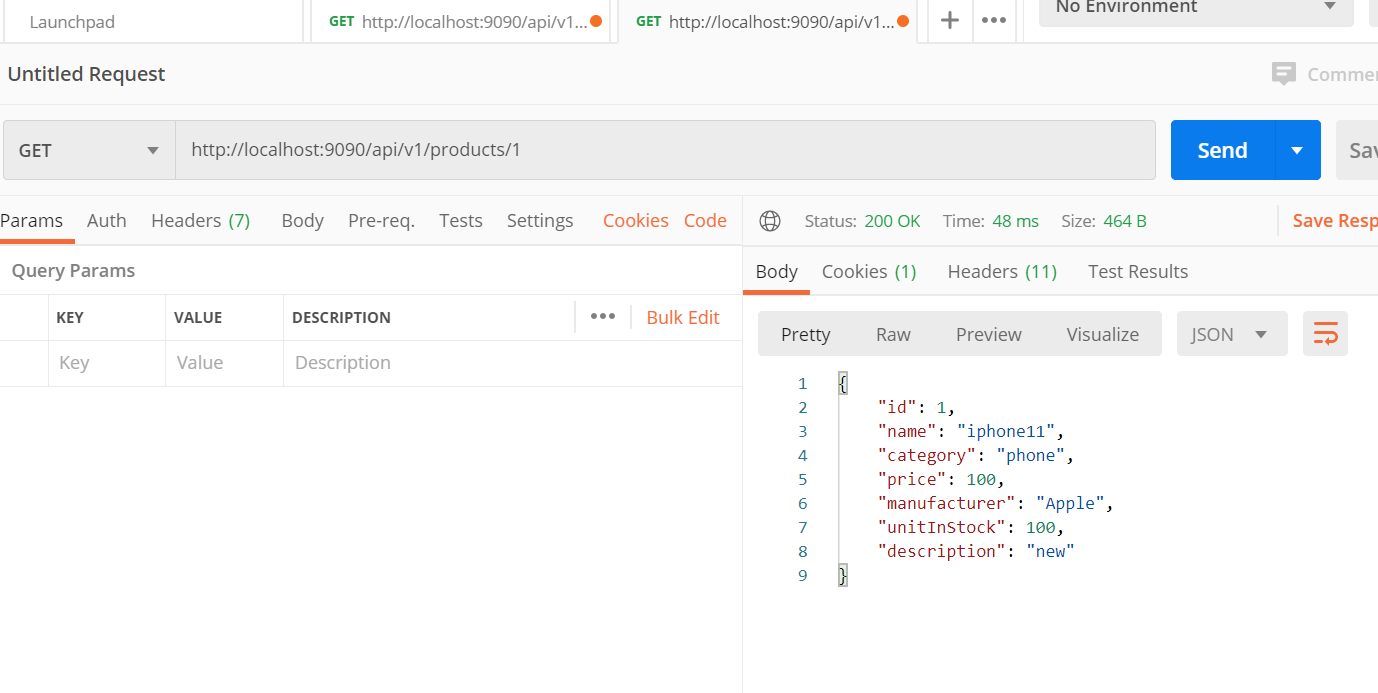 Launchpad
GET http://localhost:9090/api/v1...
GET http://localhost:9090/api/v1...
No Environment
Untitled Request
GET
http://localhost:9090/api/v1/products/1
Send
Params Auth Headers (7) Body Pre-req. Tests Settings Cookies Code
Status: 200 OK Time: 48 ms Size: 464 B
Save
Query Params
Body Cookies (1) Headers (11) Test Results
KEY VALUE DESCRIPTION ••• Bulk Edit
Key Value Description
Pretty Raw Preview Visualize JSON
1 {
2 "id": 1,
3 "name": "iphone11",
4 "category": "phone",
5 "price": 100,
6 "manufacturer": "Apple",
7 "unitInStock": 100,
8 "description": "new"
9 }